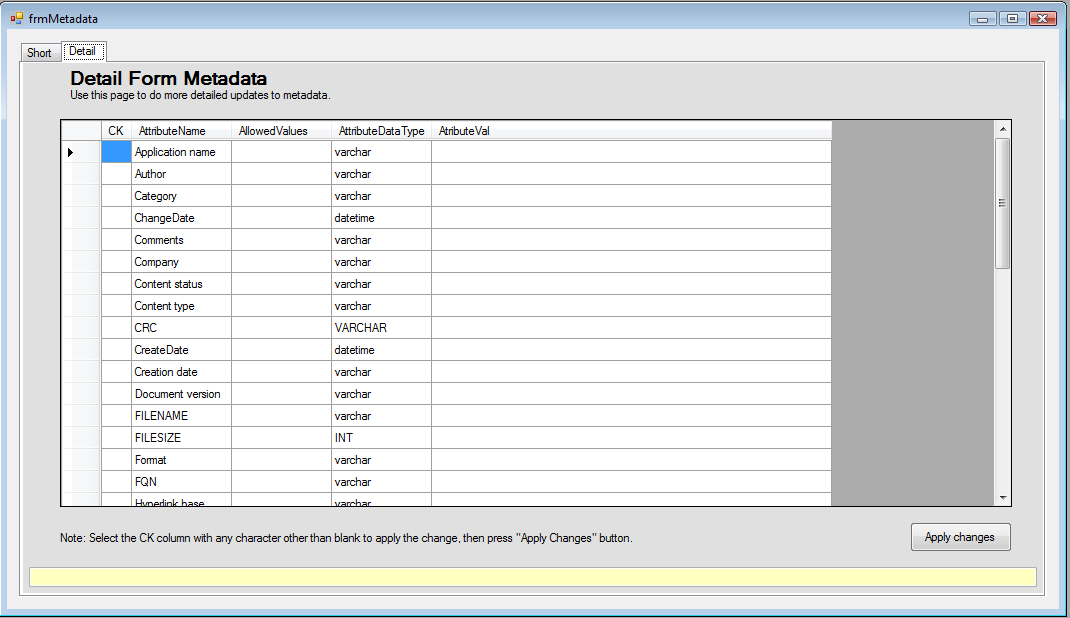 frmMetadata
Short Detail
Detail Form Metadata
Use this page to do more detailed updates to metadata.
CK AttributeName AllowedValues AttributeDataType AtributeVal
Application name varchar
Author varchar
Category varchar
ChangeDate datetime
Comments varchar
Company varchar
Content status varchar
Content type varchar
CRC VARCHAR
CreateDate datetime
Creation date varchar
Document version varchar
FILENAME varchar
FILESIZE INT
Format varchar
FQN varchar
Hyperlink base varchar
Note: Select the CK column with any character other than blank to apply the change, then press "Apply Changes" button.
Apply changes